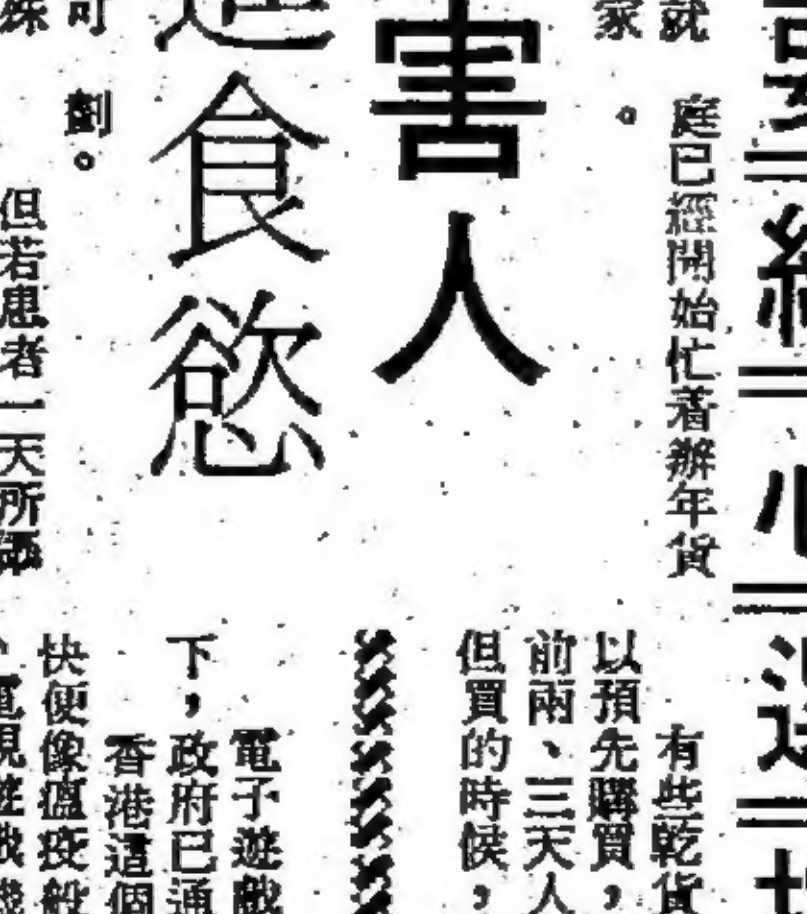 就
家。
庭已經開始忙着辦年貨
有些乾貨
以預先購買，
前兩、三天人
但買的時候，
害人
食慾
可
劃。
但若患者一天所
電子遊戲
下，政府已通
香港這個
快便像瘟疫般